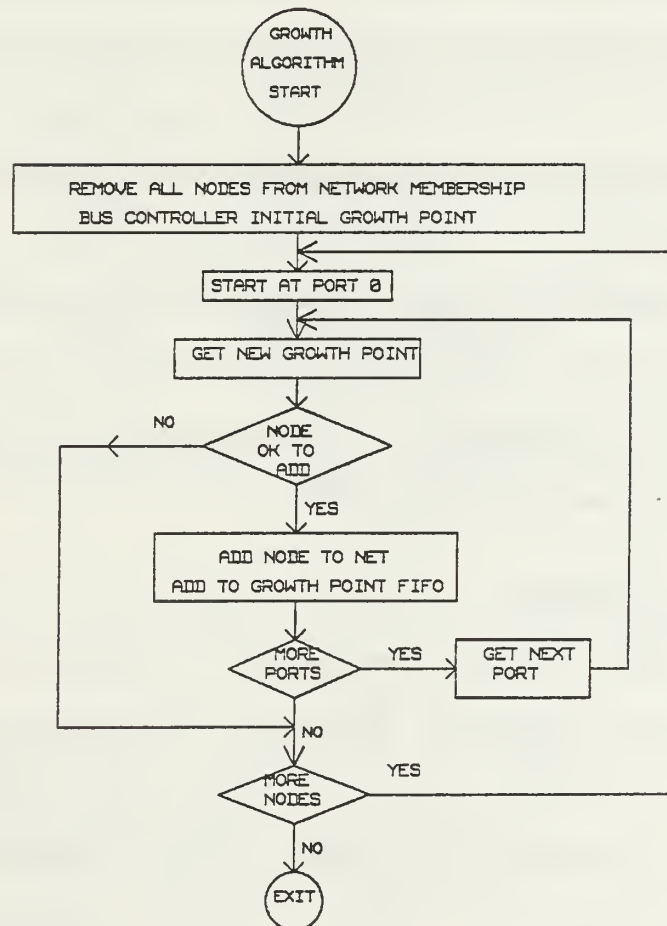 GROWTH
ALGORITHM
START
REMOVE ALL NODES FROM NETWORK MEMBERSHIP
BUS CONTROLLER INITIAL GROWTH POINT
START AT PORT 0
GET NEW GROWTH POINT
NO
NODE
OK TO
ADD
YES
ADD NODE TO NET
ADD TO GROWTH POINT FIFO
MORE
PORTS
YES
GET NEXT
PORT
NO
MORE
NODES
YES
NO
EXIT